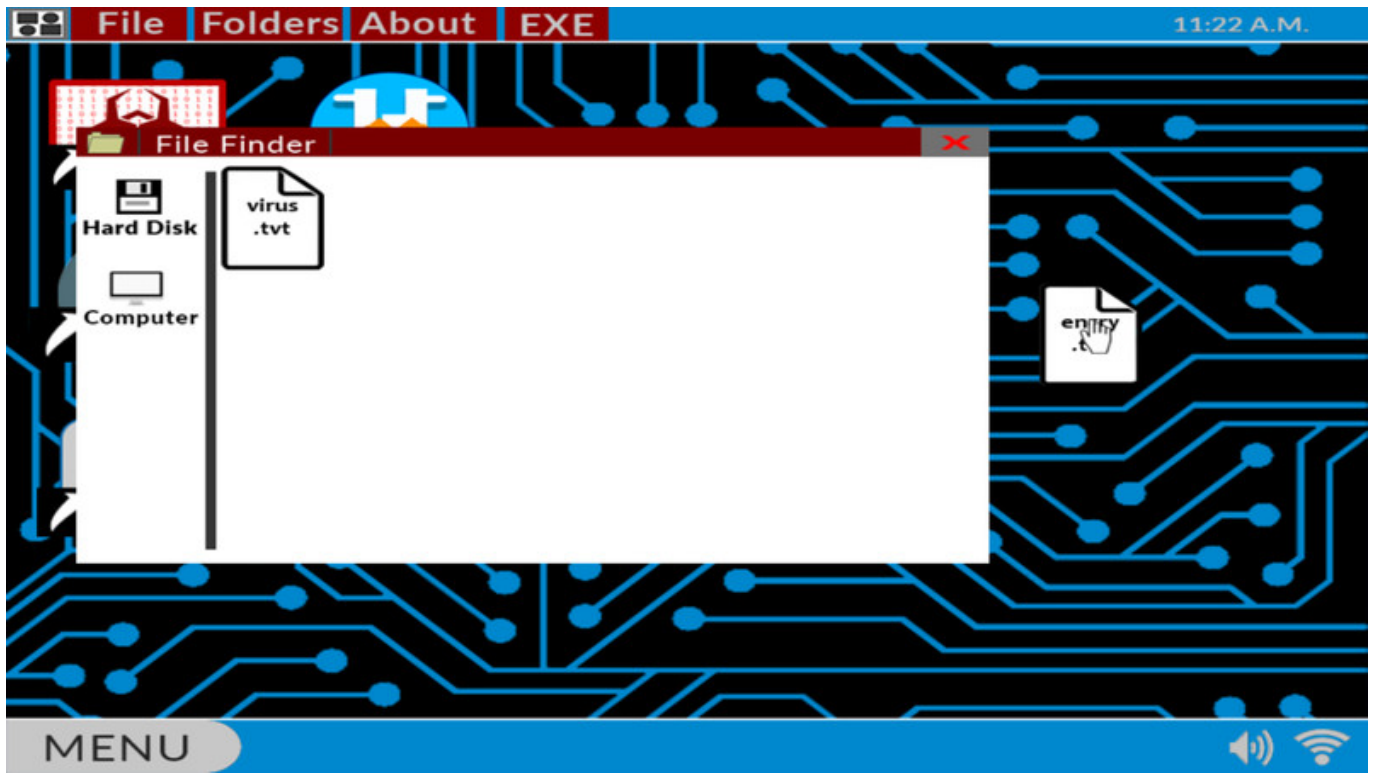 File Folders About EXE
11:22 A.M.
File Finder
Hard Disk
Computer
virus
.tvt
entry
MENU